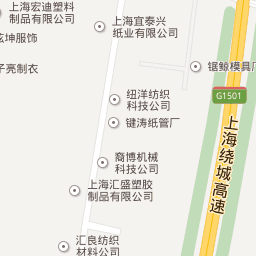 上海宏迪塑料
制品有限公司
上海宜泰兴
纸业有限公司
弦坤服饰
子亮制衣
锯鲸模具厂
G1501
纽洋纺织
科技公司
键涛纸管厂
上海绕城高速
裔博机械
科技公司
上海汇盛塑胶
制品有限公司
汇良纺织
材料公司